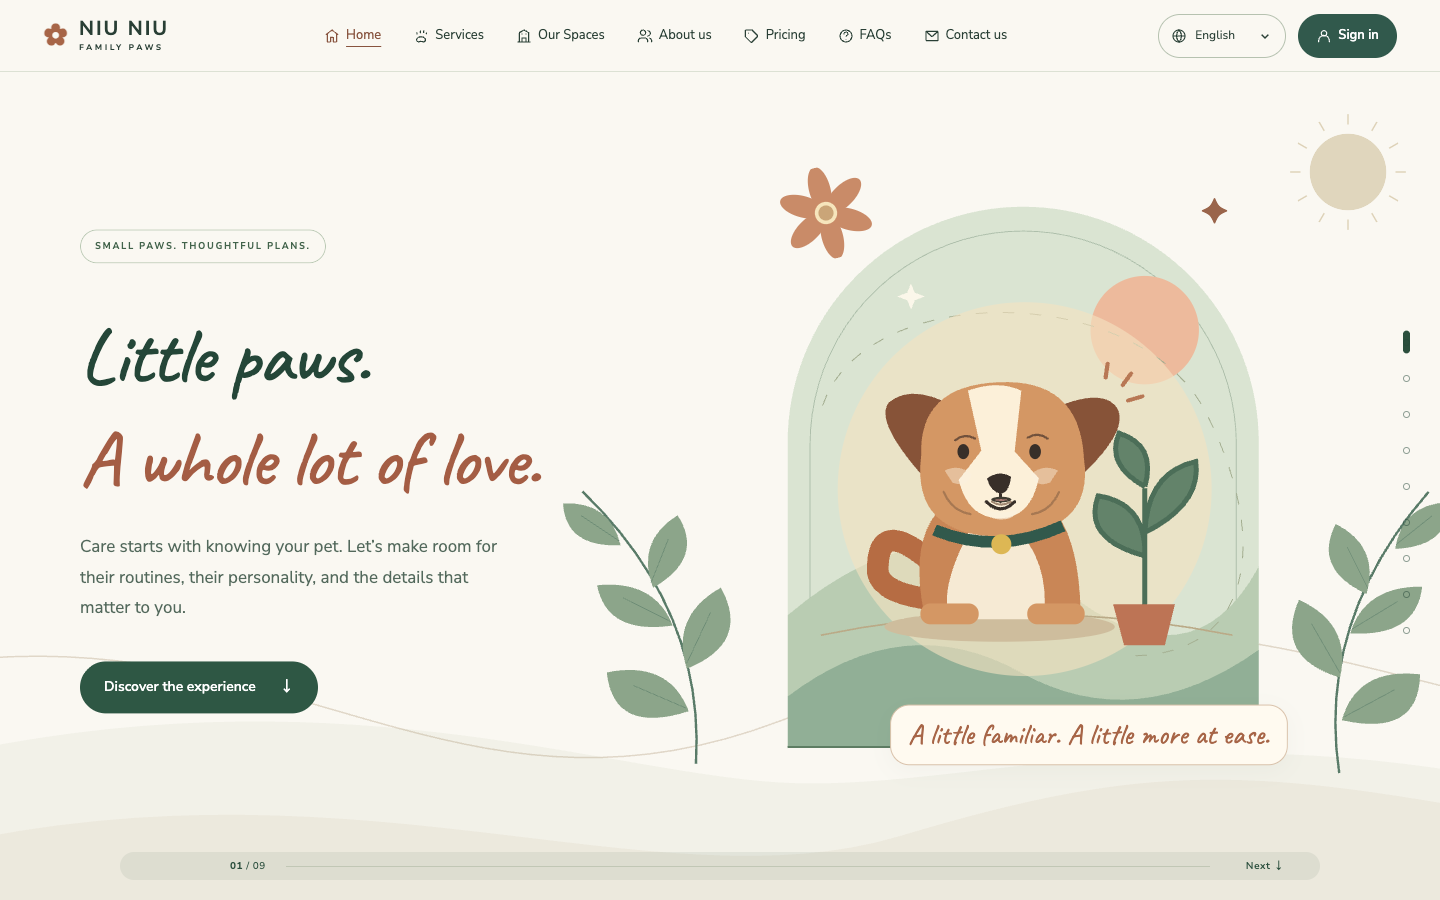 NIU NIU
FAMILY PAWS
Home
Services
Our Spaces
About us
Pricing
FAQs
Contact us
English
Sign in
SMALL PAWS. THOUGHTFUL PLANS.
Little paws.
A whole lot of love.
Care starts with knowing your pet. Let’s make room for
their routines, their personality, and the details that
matter to you.
Discover the experience ↓
A little familiar. A little more at ease.
01 / 09
Next ↓